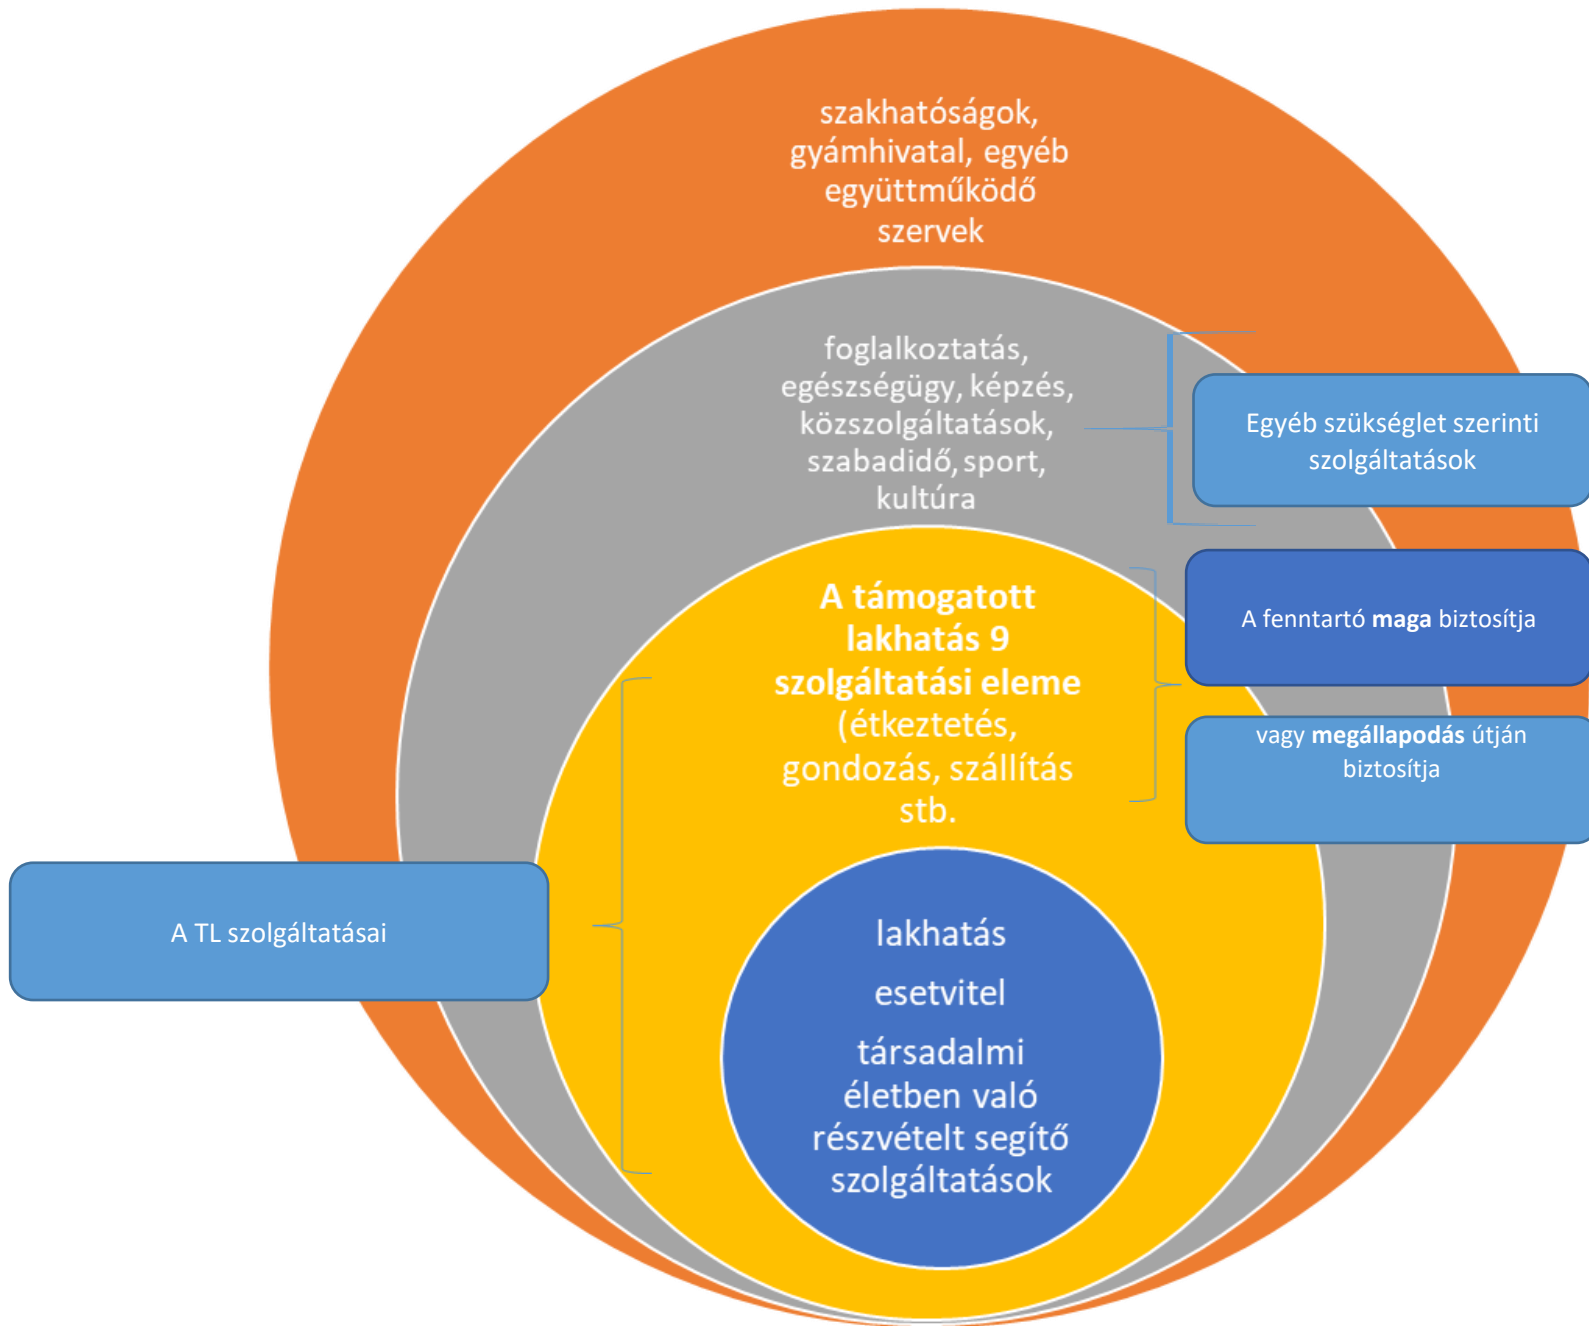 szakhatóságok,
gyámhivatal, egyéb
együttműködő
szervek
foglalkoztatás,
egészségügy, képzés,
közszolgáltatások,
szabadidő, sport,
kultúra
Egyéb szükséglet szerinti
szolgáltatások
A támogatott
lakhatás 9
szolgáltatási eleme
(étkeztetés,
gondozás, szállítás
stb.
A fenntartó maga biztosítja
vagy megállapodás útján
biztosítja
A TL szolgáltatásai
lakhatás
esetvitel
társadalmi
életben való
részvételt segítő
szolgáltatások